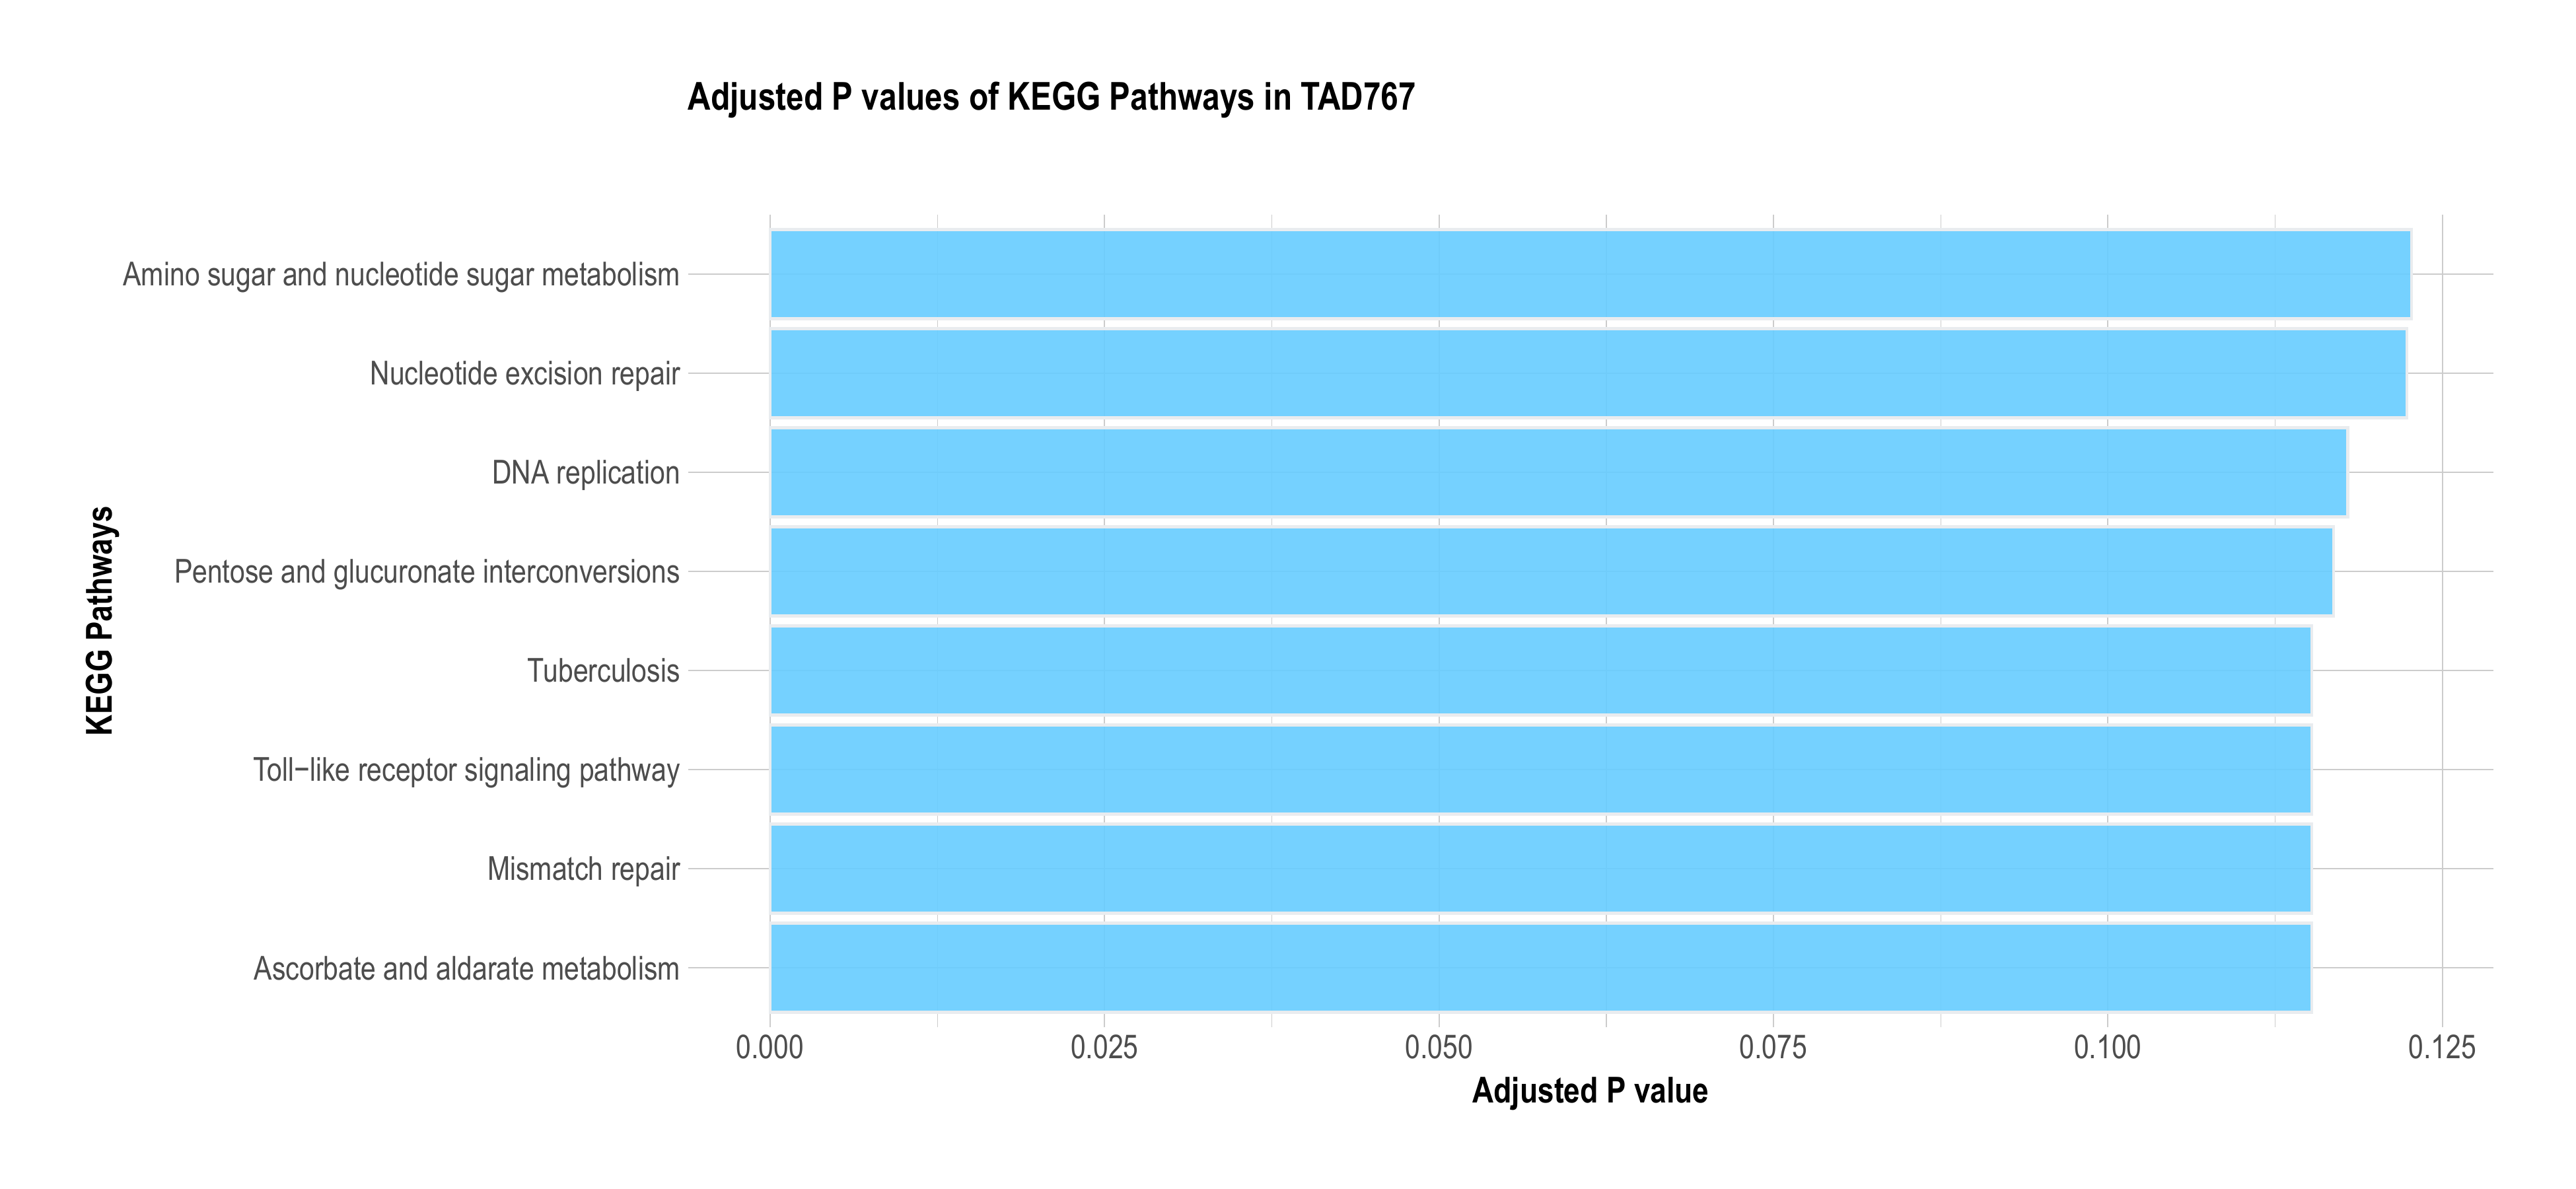 Adjusted P values of KEGG Pathways in TAD767
KEGG Pathways
Amino sugar and nucleotide sugar metabolism
Nucleotide excision repair
DNA replication
Pentose and glucuronate interconversions
Tuberculosis
Toll−like receptor signaling pathway
Mismatch repair
Ascorbate and aldarate metabolism
0.000 0.025 0.050 0.075 0.100 0.125
Adjusted P value